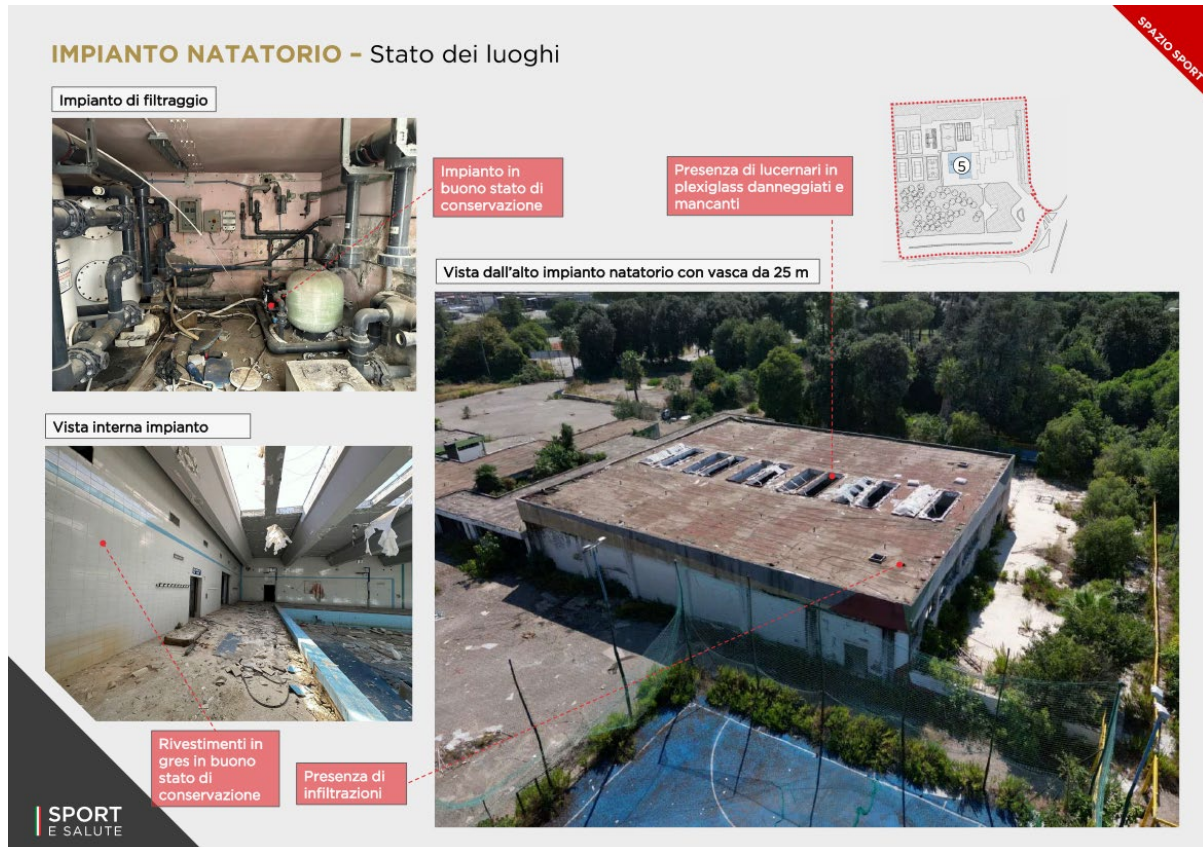 IMPIANTO NATATORIO – Stato dei luoghi
SPAZIO SPORT
Impianto di filtraggio
Impianto in
buono stato di
conservazione
Presenza di lucernari in
plexiglass danneggiati e
mancanti
5
Vista dall'alto impianto natatorio con vasca da 25 m
Vista interna impianto
Rivestimenti in
gres in buono
stato di
conservazione
Presenza di
infiltrazioni
SPORT
E SALUTE